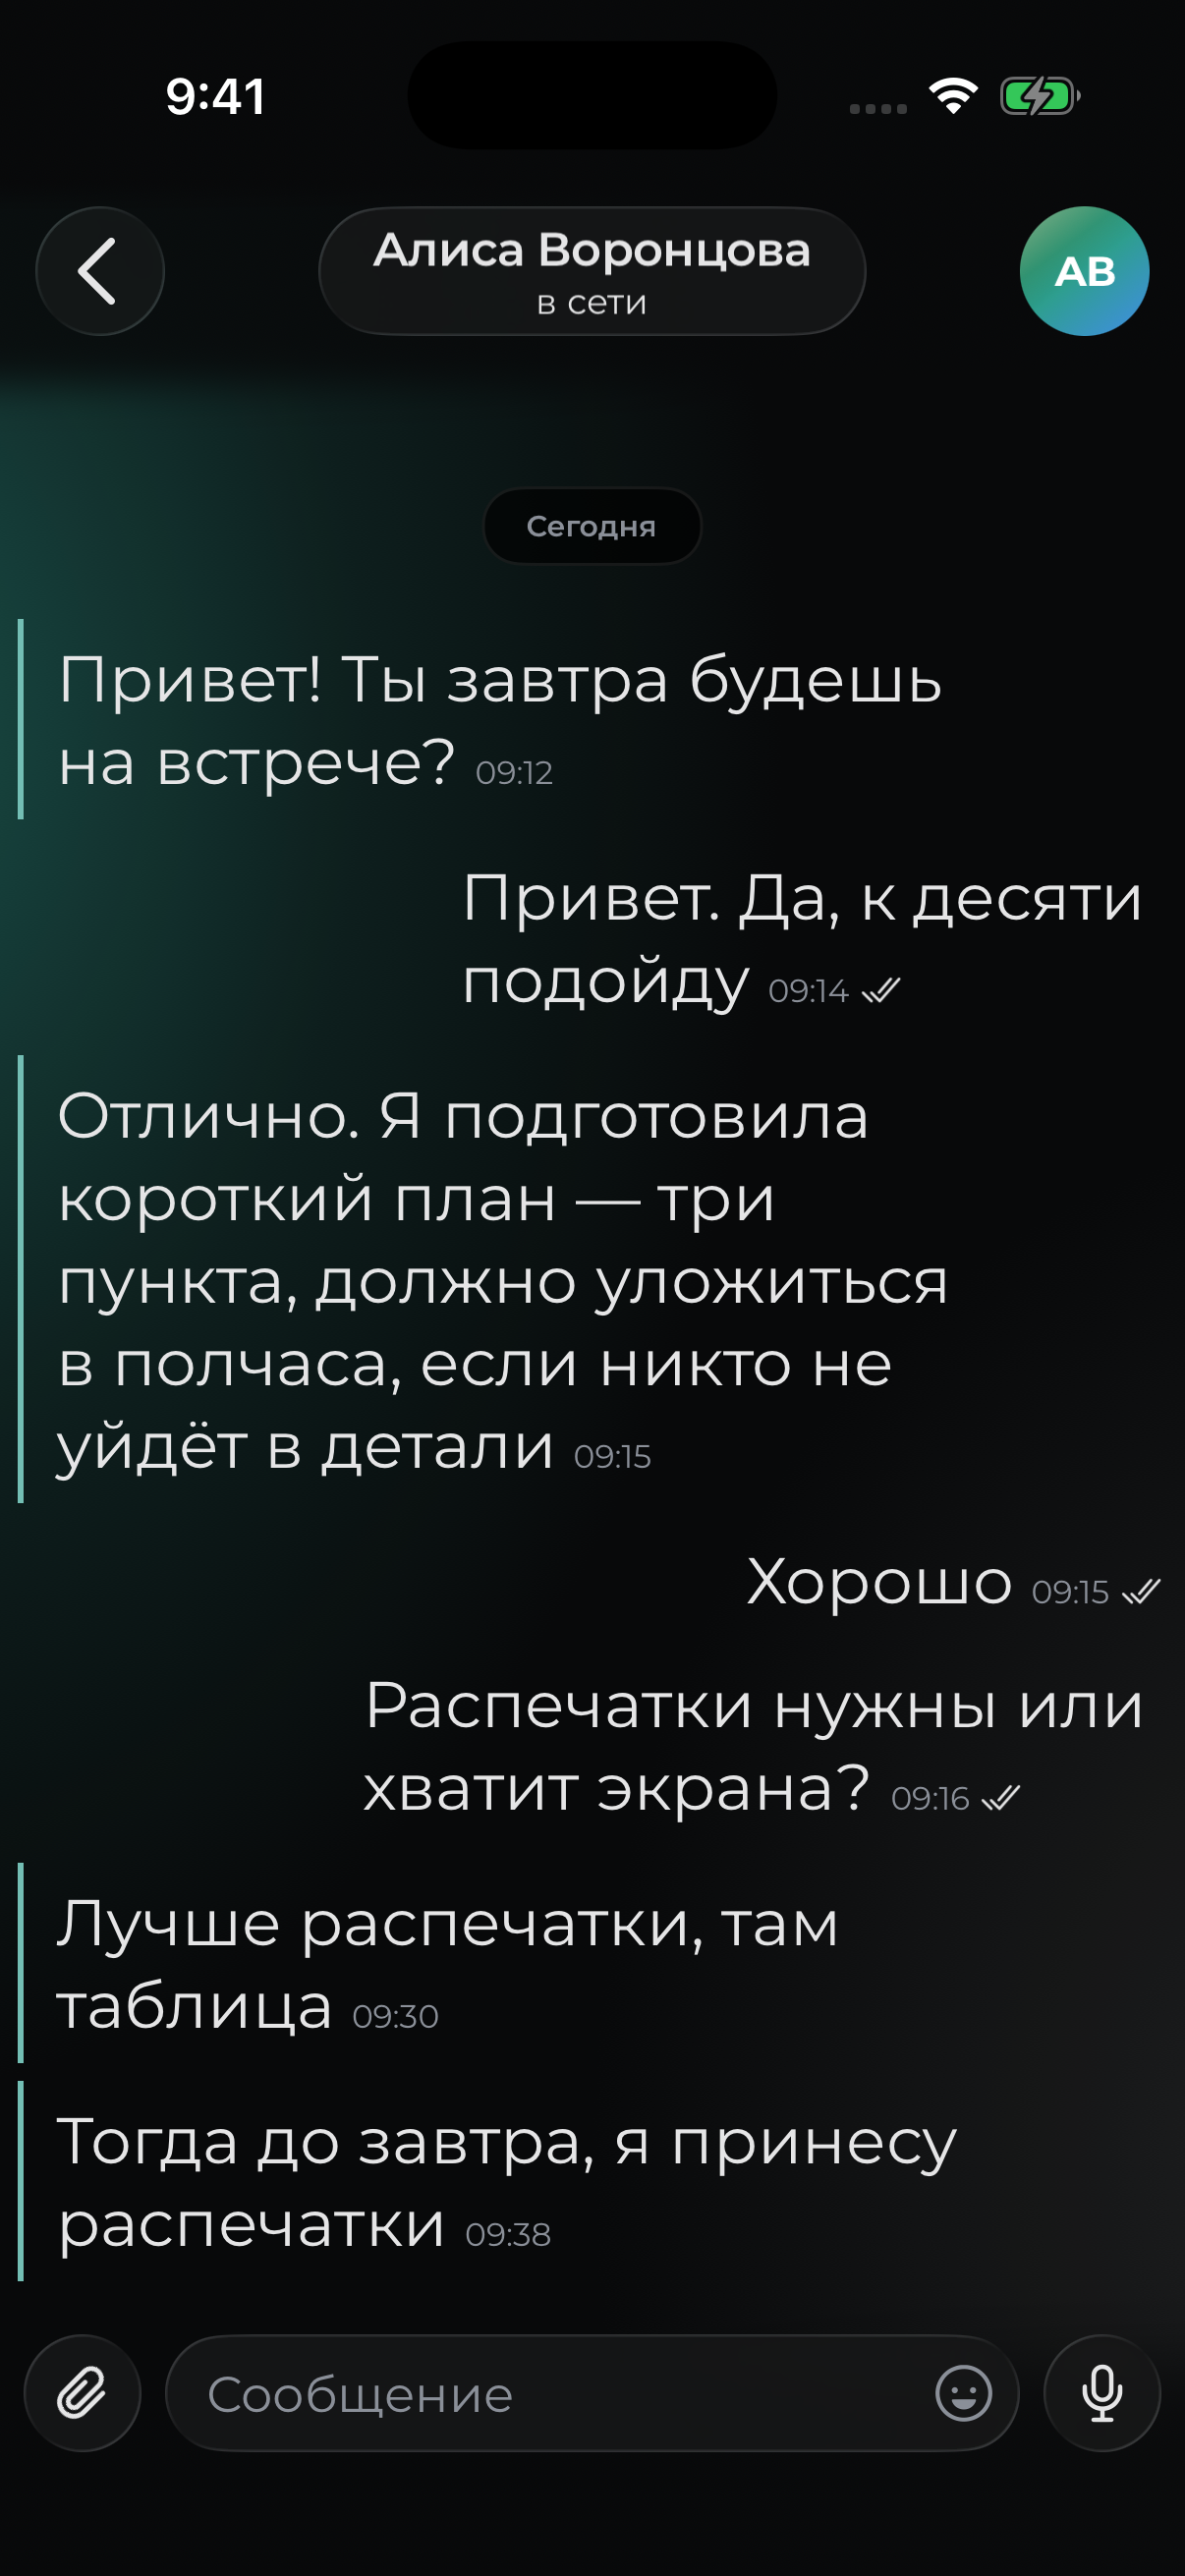 9:41
Алиса Воронцова
в сети
АВ
Сегодня
Привет! Ты завтра будешь
на встрече? 09:12
Привет. Да, к десяти
подойду 09:14
Отлично. Я подготовила
короткий план — три
пункта, должно уложиться
в полчаса, если никто не
уйдёт в детали 09:15
Хорошо 09:15
Распечатки нужны или
хватит экрана? 09:16
Лучше распечатки, там
таблица 09:30
Тогда до завтра, я принесу
распечатки 09:38
Сообщение